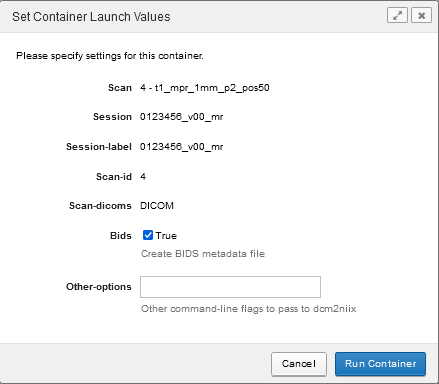 Set Container Launch Values
Please specify settings for this container.
Scan 4 - t1_mpr_1mm_p2_pos50
Session 0123456_v00_mr
Session-label 0123456_v00_mr
Scan-id 4
Scan-dicoms DICOM
Bids True
Create BIDS metadata file
Other-options
Other command-line flags to pass to dcm2niix
Cancel Run Container